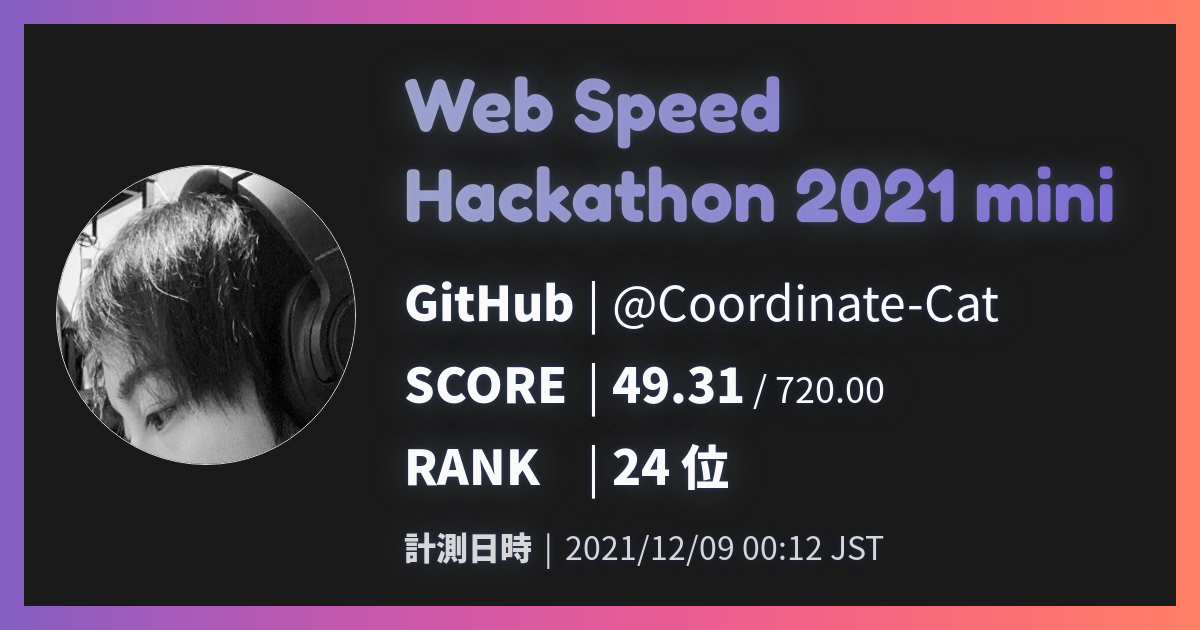 Web Speed
Hackathon 2021 mini
GitHub | @Coordinate-Cat
SCORE | 49.31 / 720.00
RANK | 24 位
計測日時 | 2021/12/09 00:12 JST